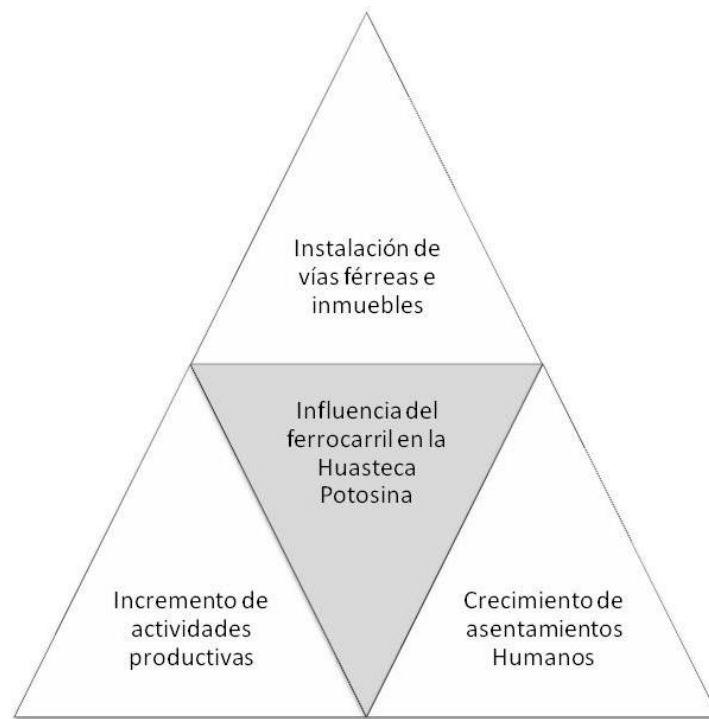 Instalación de
vías férreas e
inmuebles
Influencia del
ferrocarril en la
Huasteca
Potosina
Incremento de
actividades
productivas
Crecimiento de
asentamientos
Humanos